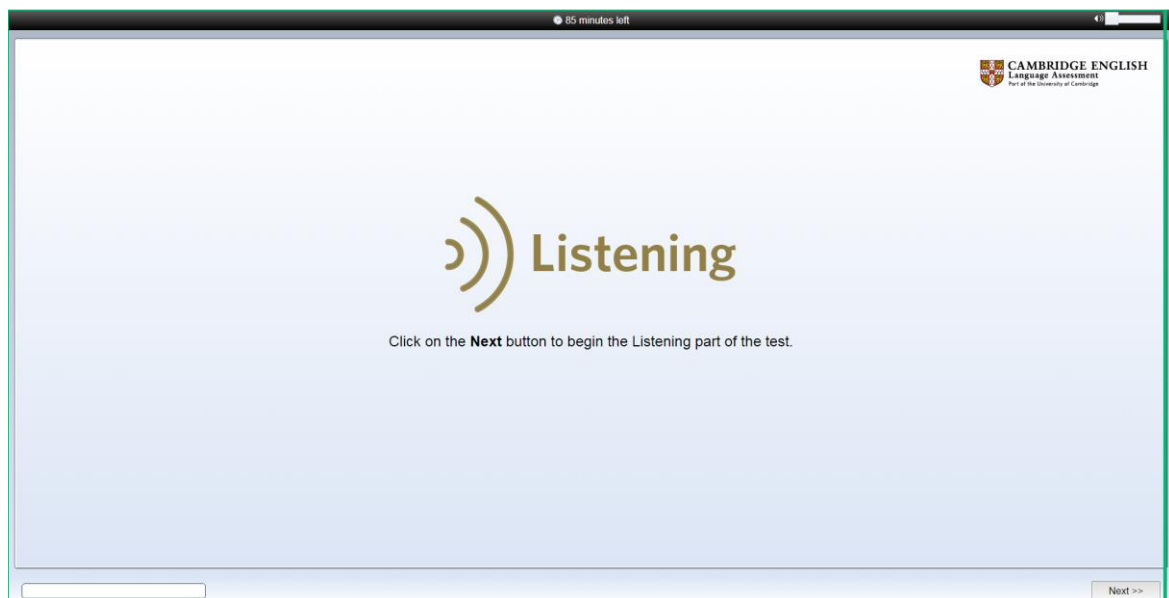 85 minutes left
CAMBRIDGE ENGLISH
Language Assessment
Part of the University of Cambridge
Listening
Click on the Next button to begin the Listening part of the test.
Next >>